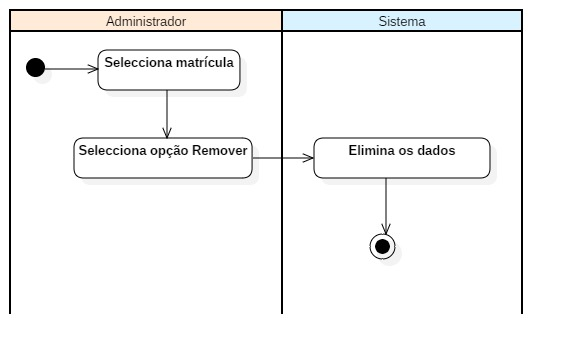 Administrador
Sistema
Selecciona matrícula
Selecciona opção Remover
Elimina os dados